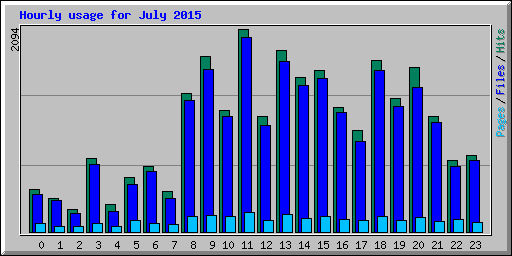 Hourly usage for July 2015
2094
Pages / Files / Hits
0 1 2 3 4 5 6 7 8 9 10 11 12 13 14 15 16 17 18 19 20 21 22 23